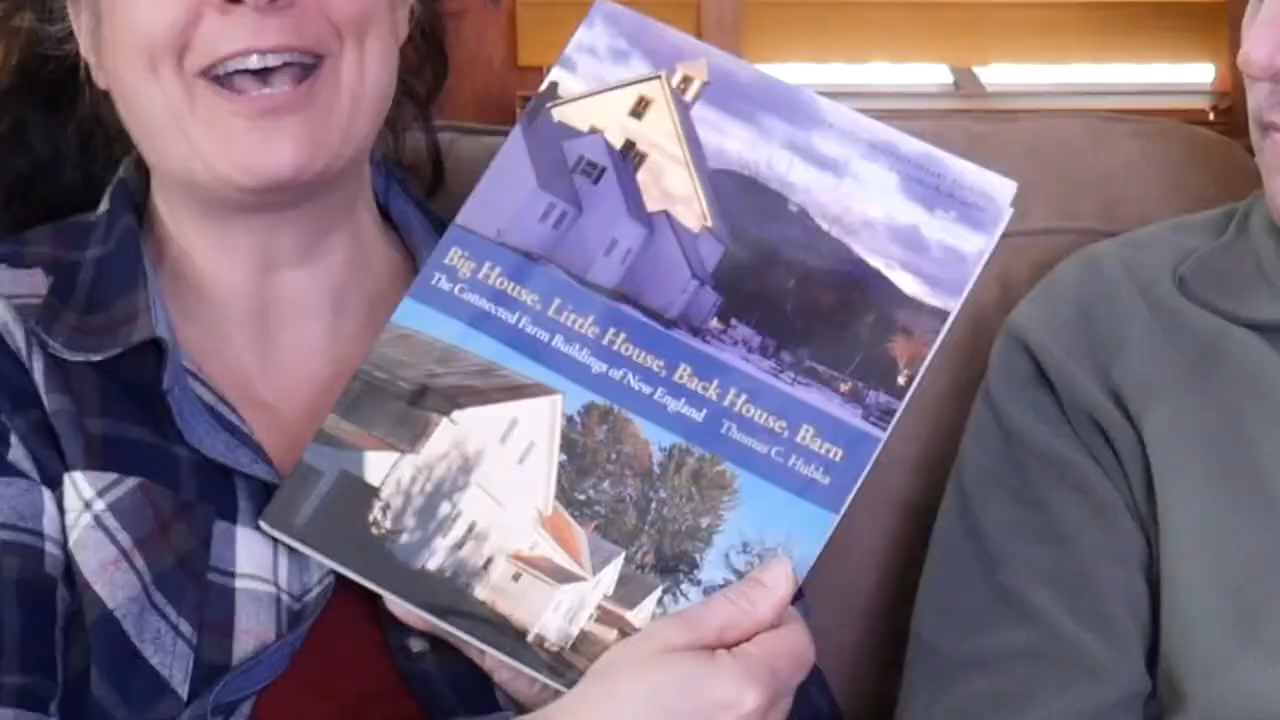 Big House, Little House, Back House, Barn
The Connected Farm Buildings of New England
Thomas C. Hubka